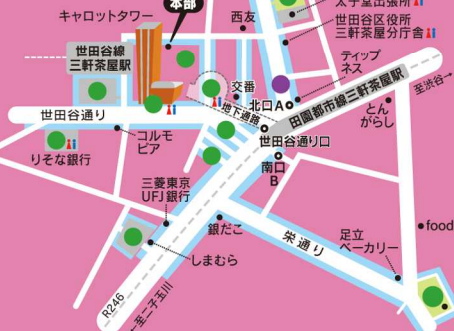 本部
太子堂出張所
キャロットタワー
西友
世田谷区役所
三軒茶屋分庁舎
世田谷線
三軒茶屋駅
ティップ
ネス
交番
北口A
地下通路
田園都市線三軒茶屋駅
至渋谷→
とん
がらし
世田谷通り
コルモ
ピア
世田谷通り口
りそな銀行
南口
B
三菱東京
UFJ銀行
銀だこ
栄通り
足立
ベーカリー
food
しまむら
R246
←至二子玉川